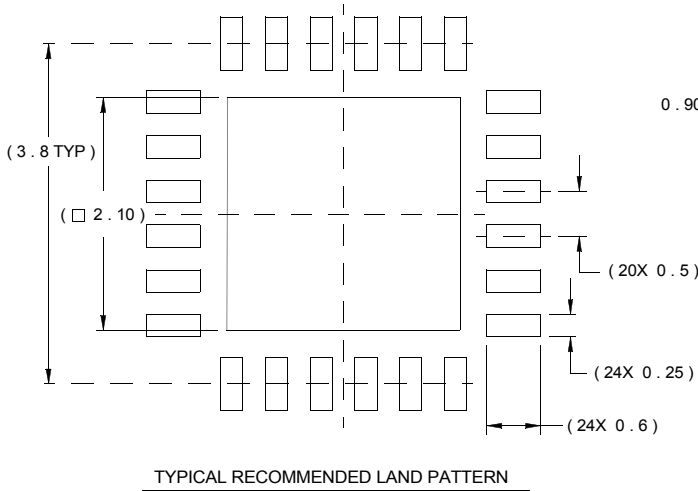 0 . 90
( 3 . 8 TYP )
( □ 2 . 10 )
( 20X 0 . 5 )
( 24X 0 . 25 )
( 24X 0 . 6 )
TYPICAL RECOMMENDED LAND PATTERN